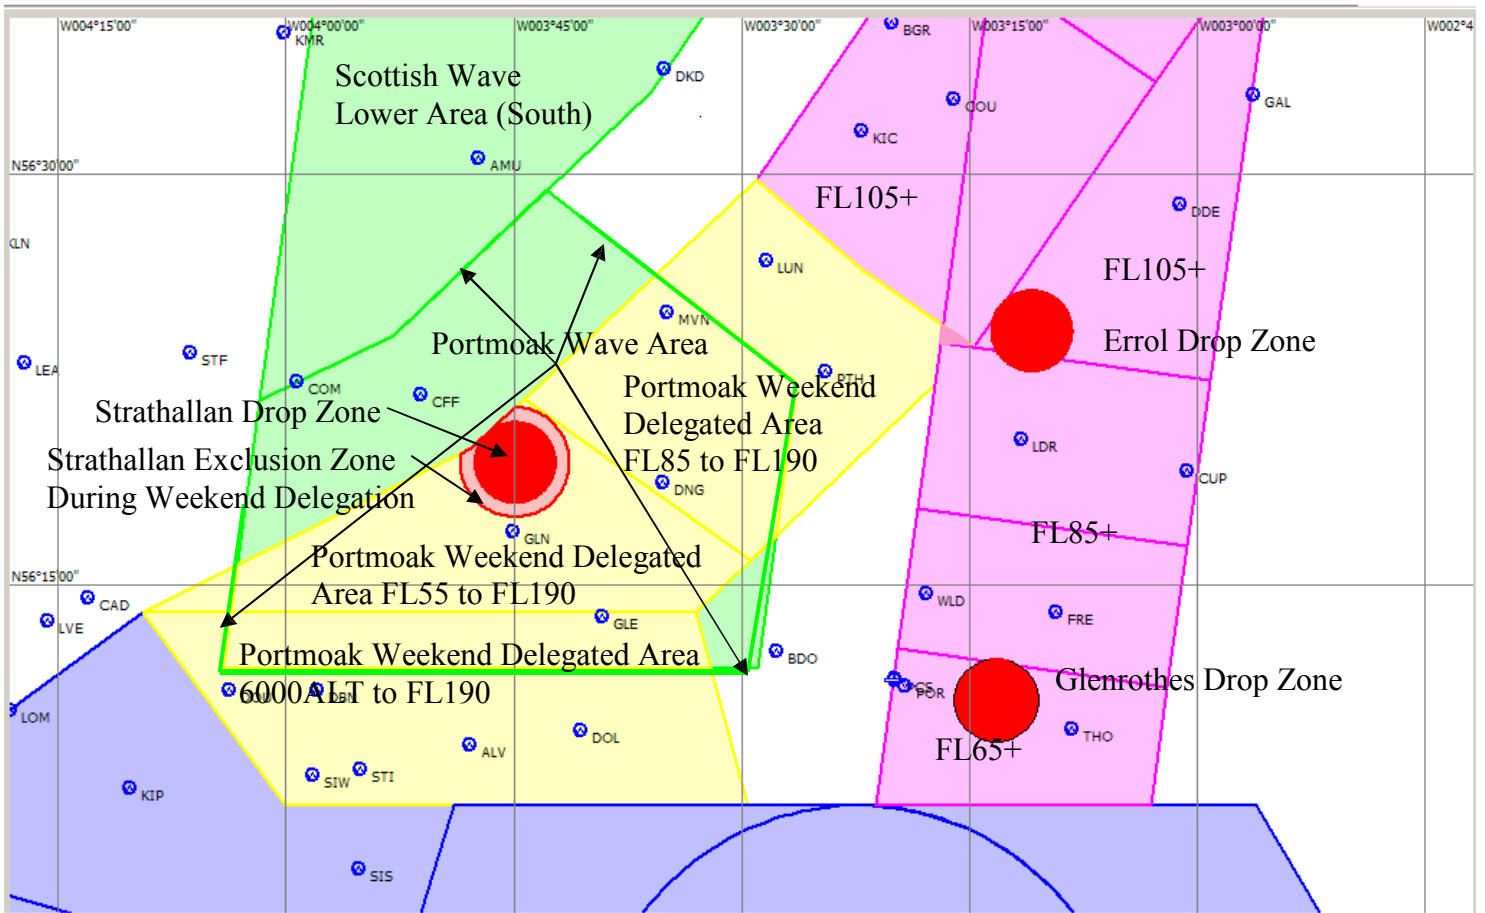 W004°15'00"
W004°00'00"
W003°45'00"
W003°30'00"
W003°15'00"
W003°00'00"
W002°4
KMR
BGR
Scottish Wave
Lower Area (South)
DKD
COU
GAL
KIC
N56°30'00"
AMU
FL105+
DDE
KLN
LUN
FL105+
MVN
Portmoak Wave Area
Errol Drop Zone
STF
LEA
PTH
COM
CFF
Portmoak Weekend
Delegated Area
FL85 to FL190
Strathallan Drop Zone
LDR
Strathallan Exclusion Zone
During Weekend Delegation
CUP
DNG
GLN
FL85+
Portmoak Weekend Delegated
Area FL55 to FL190
N56°15'00"
CAD
WLD
LVE
GLE
FRE
Portmoak Weekend Delegated Area
6000ALT to FL190
BDO
Glenrothes Drop Zone
DBN
POR
LOM
DOL
THO
ALV
FL65+
SIW
STI
KIP
SIS